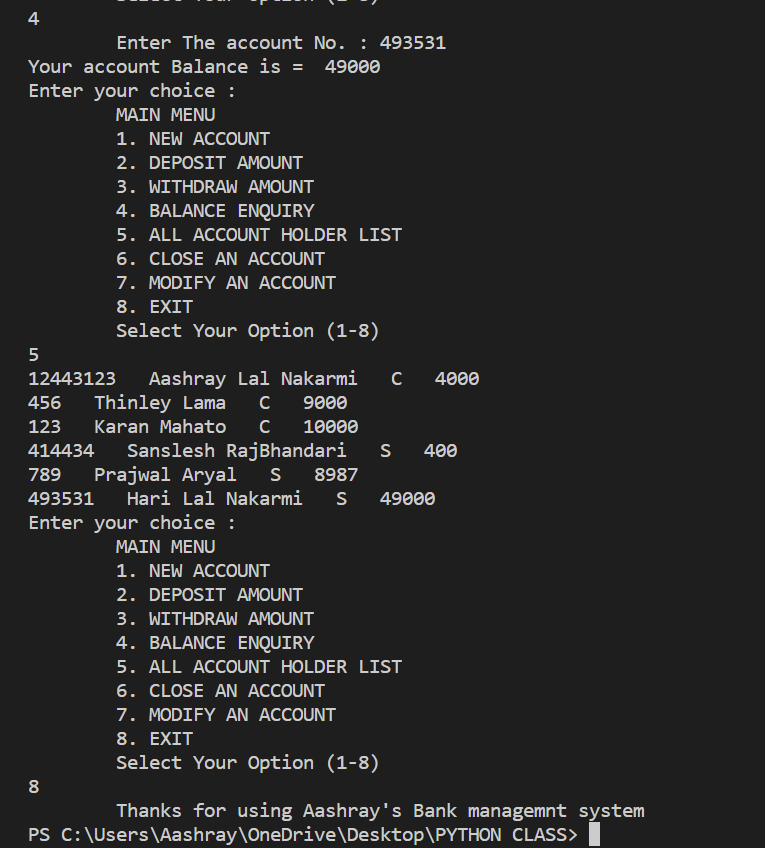 4
Enter The account No. : 493531
Your account Balance is =  49000
Enter your choice :
MAIN MENU
1. NEW ACCOUNT
2. DEPOSIT AMOUNT
3. WITHDRAW AMOUNT
4. BALANCE ENQUIRY
5. ALL ACCOUNT HOLDER LIST
6. CLOSE AN ACCOUNT
7. MODIFY AN ACCOUNT
8. EXIT
Select Your Option (1-8)
5
12443123   Aashray Lal Nakarmi   C   4000
456   Thinley Lama   C   9000
123   Karan Mahato   C   10000
414434   Sanslesh RajBhandari   S   400
789   Prajwal Aryal   S   8987
493531   Hari Lal Nakarmi   S   49000
Enter your choice :
MAIN MENU
1. NEW ACCOUNT
2. DEPOSIT AMOUNT
3. WITHDRAW AMOUNT
4. BALANCE ENQUIRY
5. ALL ACCOUNT HOLDER LIST
6. CLOSE AN ACCOUNT
7. MODIFY AN ACCOUNT
8. EXIT
Select Your Option (1-8)
8
Thanks for using Aashray's Bank managemnt system
PS C:\Users\Aashray\OneDrive\Desktop\PYTHON CLASS>